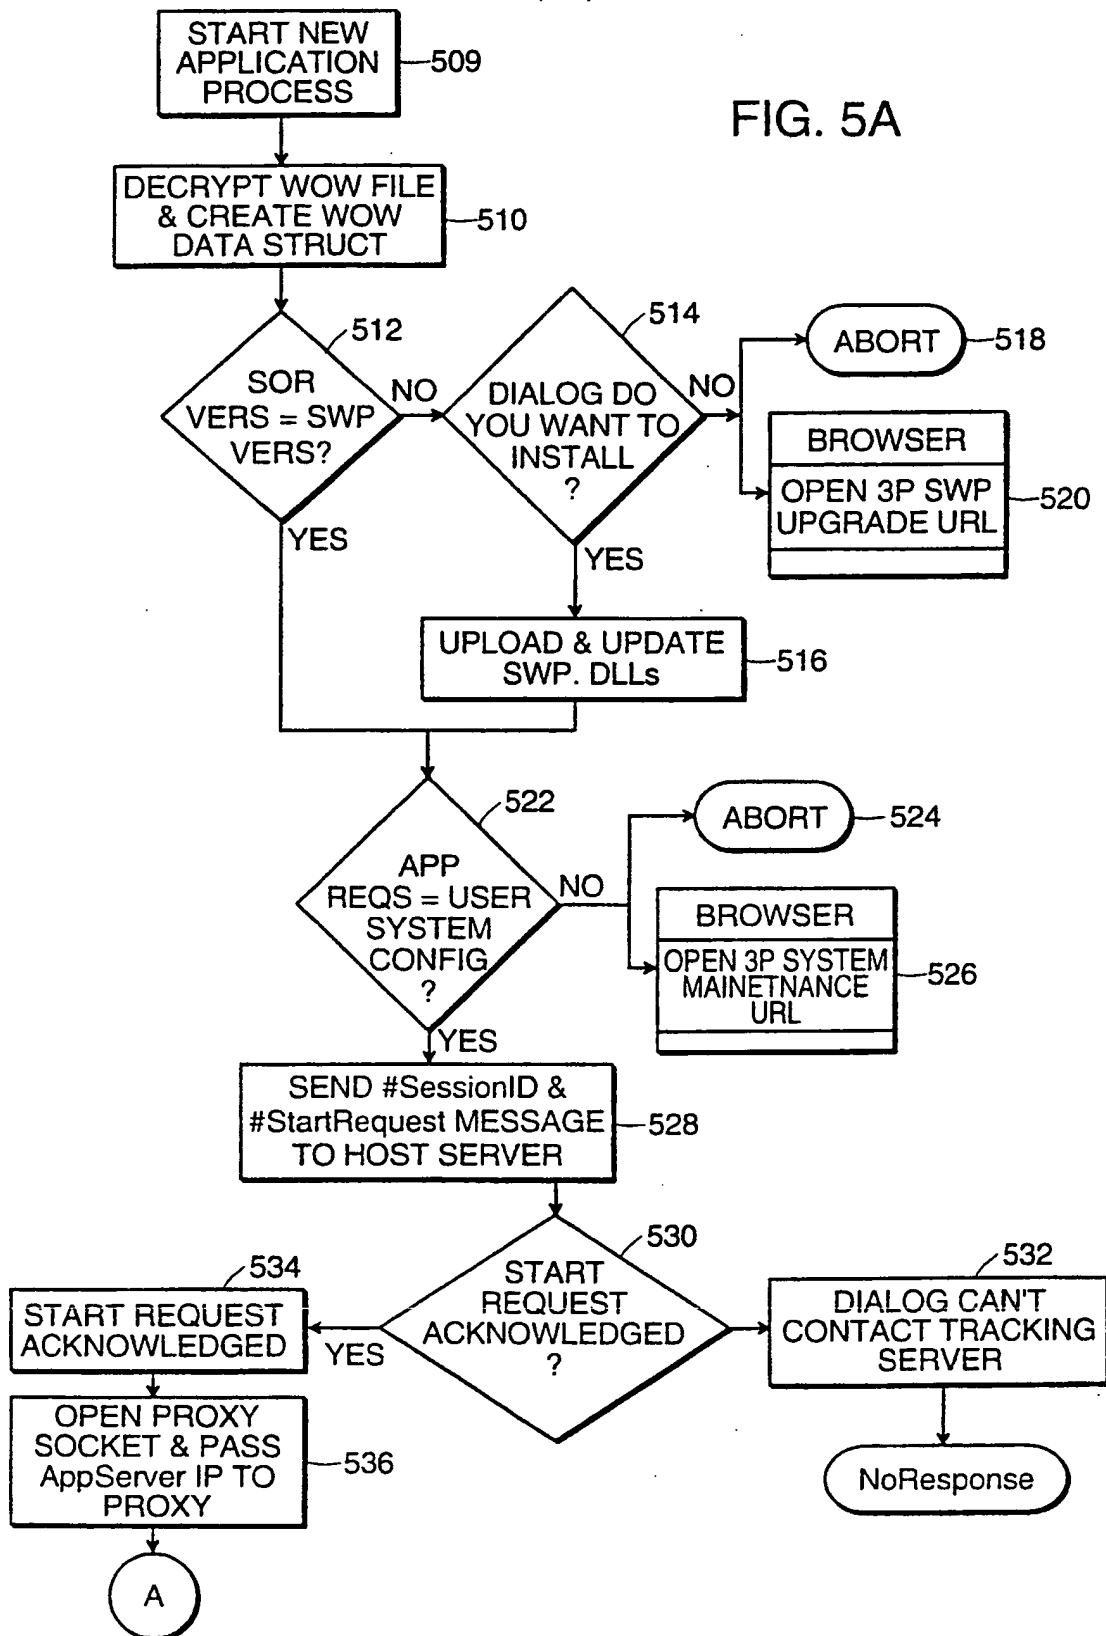 START NEW
APPLICATION
PROCESS
509
FIG. 5A
DECRYPT WOW FILE
& CREATE WOW
DATA STRUCT
510
512
SOR
VERS = SWP
VERS?
NO
YES
514
DIALOG DO
YOU WANT TO
INSTALL
?
NO
YES
ABORT
518
BROWSER
OPEN 3P SWP
UPGRADE URL
520
UPLOAD & UPDATE
SWP. DLLs
516
522
APP
REQS = USER
SYSTEM
CONFIG
?
NO
YES
ABORT
524
BROWSER
OPEN 3P SYSTEM
MAINETNANCE
URL
526
SEND #SessionID &
#StartRequest MESSAGE
TO HOST SERVER
528
530
START
REQUEST
ACKNOWLEDGED
?
YES
532
DIALOG CAN'T
CONTACT TRACKING
SERVER
NoResponse
534
START REQUEST
ACKNOWLEDGED
OPEN PROXY
SOCKET & PASS
AppServer IP TO
PROXY
536
A